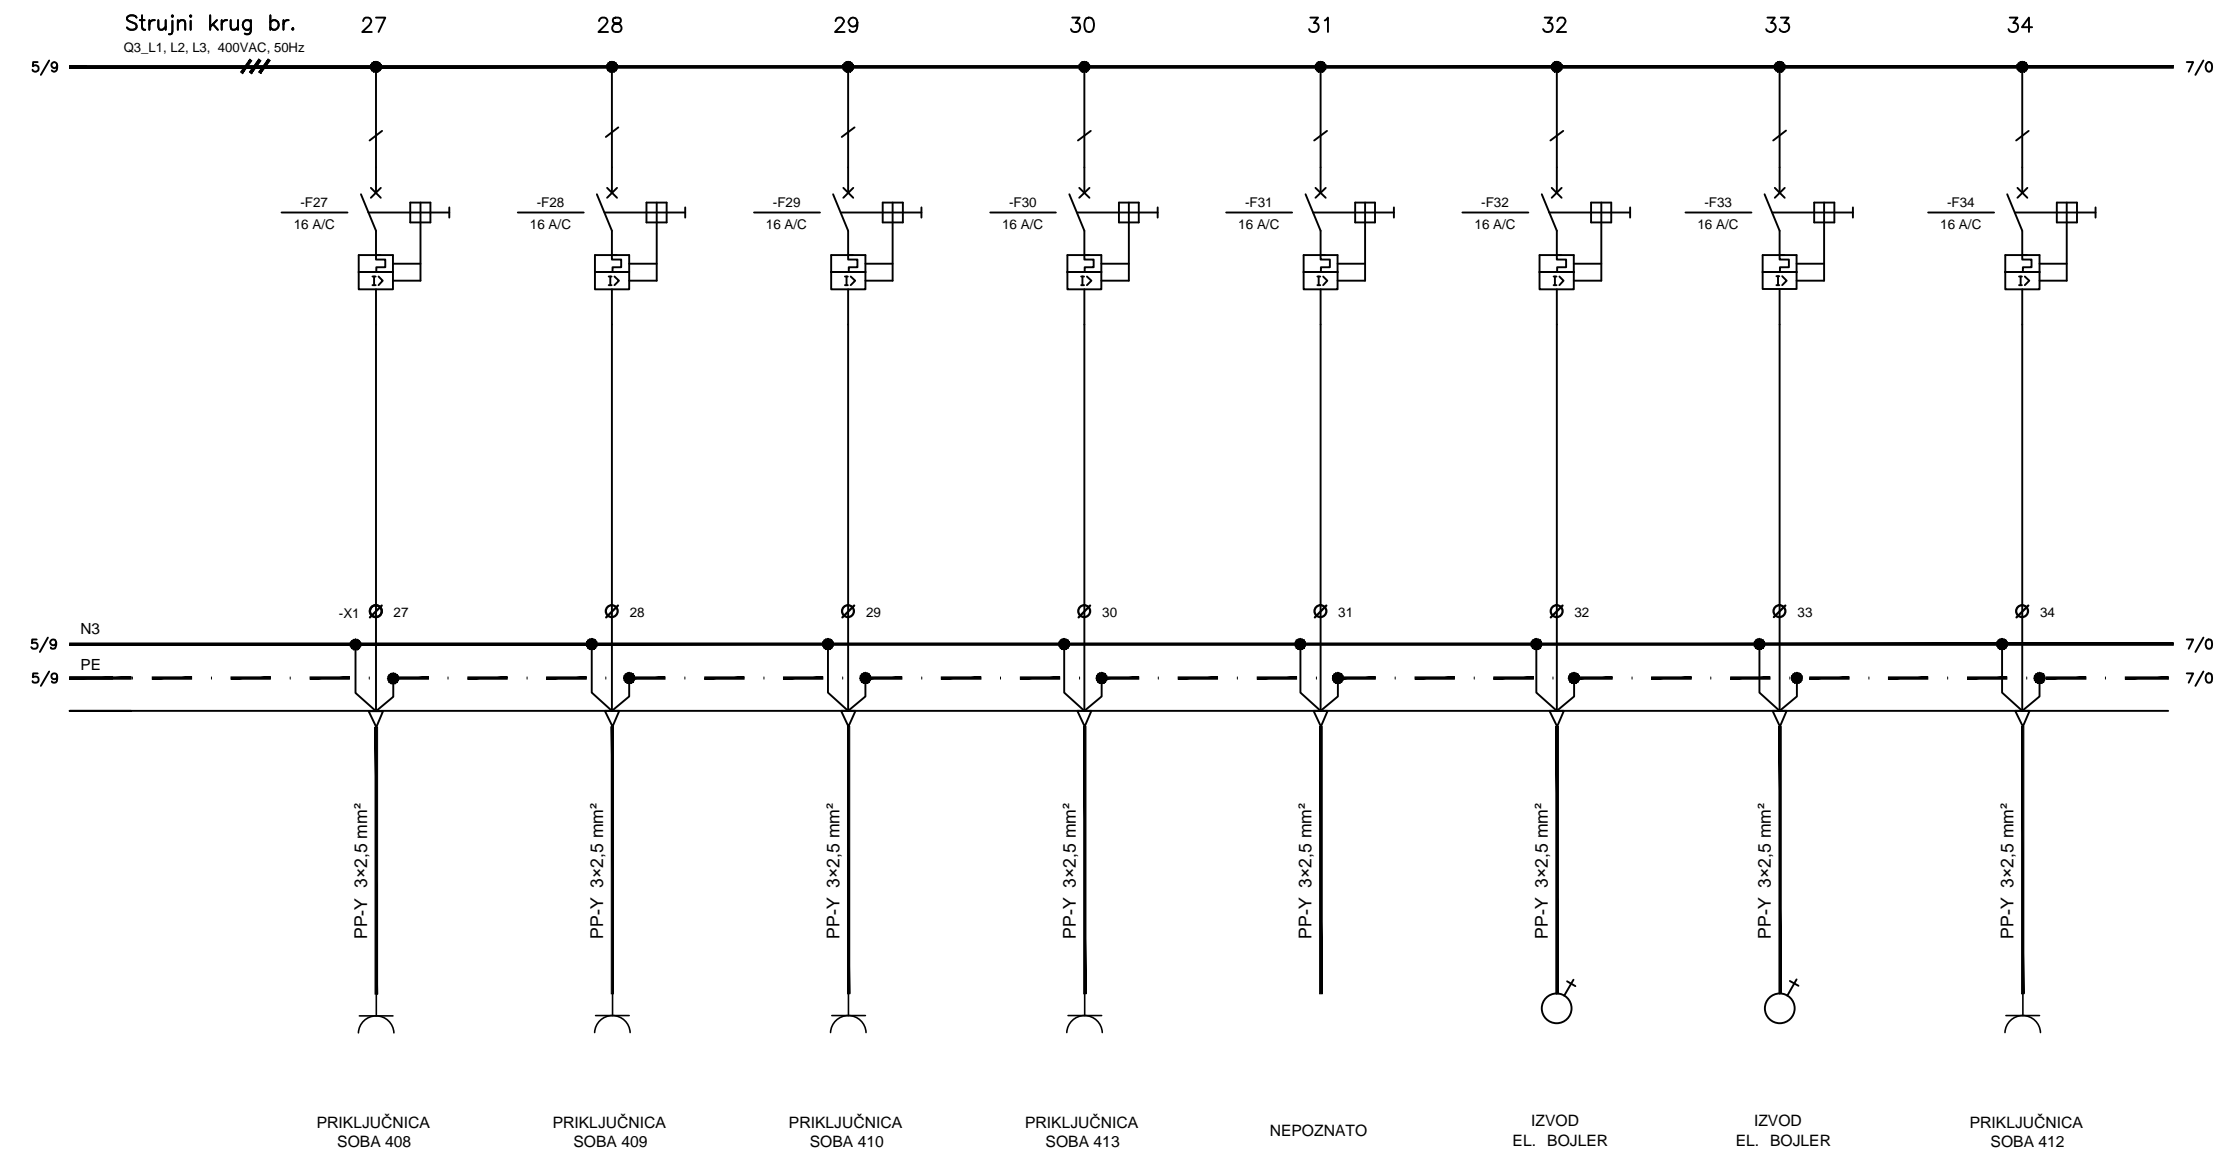 Strujni krug br. 27 28 29 30 31 32 33 34
Q3_L1, L2, L3, 400VAC, 50Hz
5/9 7/0
-F27 -F28 -F29 -F30 -F31 -F32 -F33 -F34
16 A/C 16 A/C 16 A/C 16 A/C 16 A/C 16 A/C 16 A/C 16 A/C
I> I> I> I> I> I> I> I>
-X1 27 28 29 30 31 32 33 34
N3
5/9 7/0
PE
5/9 7/0
PP-Y 3×2,5 mm²
PP-Y 3×2,5 mm²
PP-Y 3×2,5 mm²
PP-Y 3×2,5 mm²
PP-Y 3×2,5 mm²
PP-Y 3×2,5 mm²
PP-Y 3×2,5 mm²
PP-Y 3×2,5 mm²
PRIKLJUČNICA
SOBA 408
PRIKLJUČNICA
SOBA 409
PRIKLJUČNICA
SOBA 410
PRIKLJUČNICA
SOBA 413
NEPOZNATO
IZVOD
EL. BOJLER
IZVOD
EL. BOJLER
PRIKLJUČNICA
SOBA 412